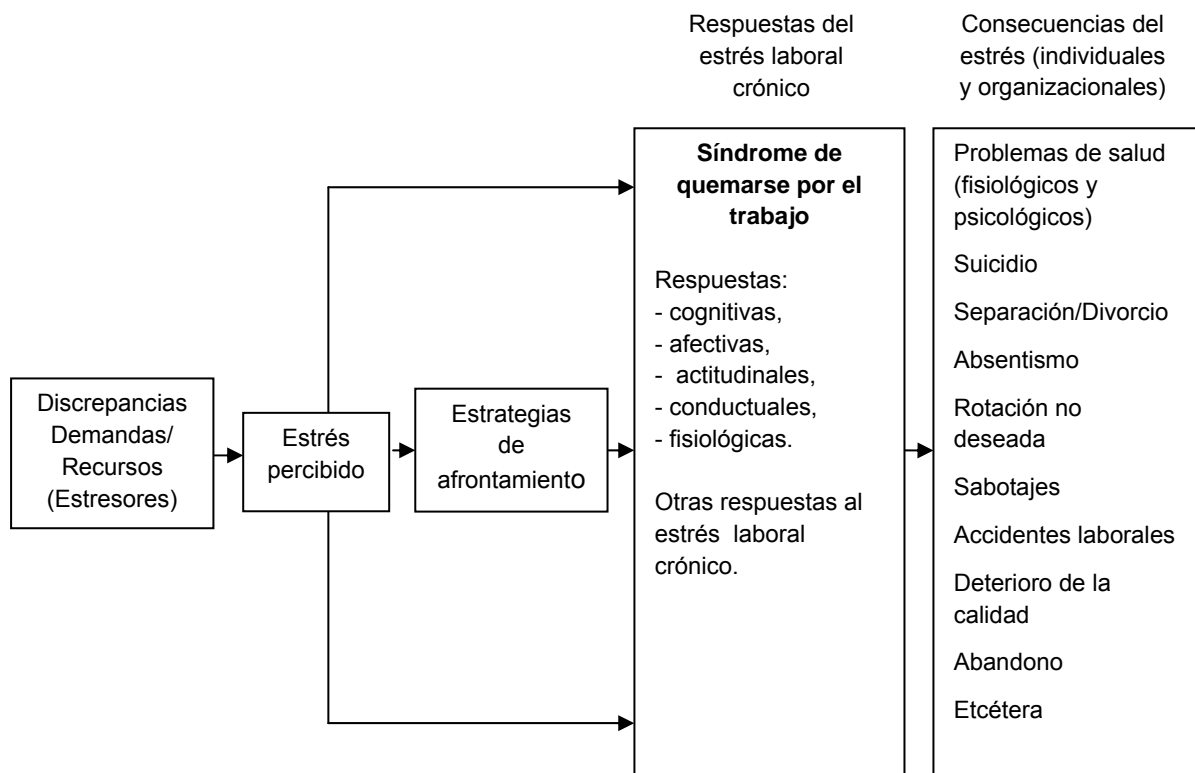 Respuestas del
estrés laboral
crónico
Consecuencias del
estrés (individuales
y organizacionales)
Discrepancias
Demandas/
Recursos
(Estresores)
Estrés
percibido
Estrategias
de
afrontamiento
Síndrome de
quemarse por el
trabajo
Respuestas:
- cognitivas,
- afectivas,
- actitudinales,
- conductuales,
- fisiológicas.
Otras respuestas al
estrés laboral
crónico.
Problemas de salud
(fisiológicos y
psicológicos)
Suicidio
Separación/Divorcio
Absentismo
Rotación no
deseada
Sabotajes
Accidentes laborales
Deterioro de la
calidad
Abandono
Etcétera